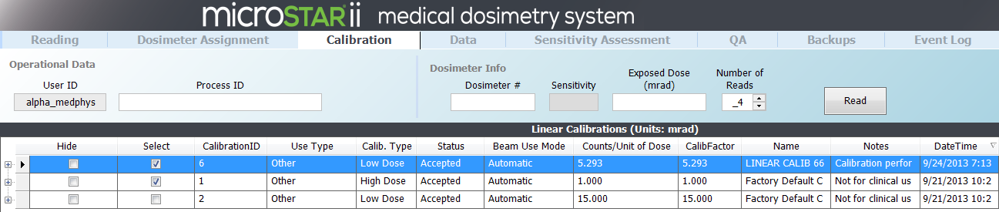 microSTAR ii medical dosimetry system
Reading Dosimeter Assignment Calibration Data Sensitivity Assessment QA Backups Event Log
Operational Data
User ID Process ID
alpha_medphys
Dosimeter Info
Dosimeter # Sensitivity Exposed Dose (mrad) Number of Reads
_4
Read
Linear Calibrations (Units: mrad)
Hide Select CalibrationID Use Type Calib. Type Status Beam Use Mode Counts/Unit of Dose CalibFactor Name Notes DateTime
6 Other Low Dose Accepted Automatic 5.293 5.293 LINEAR CALIB 66 Calibration perfor 9/24/2013 7:13
1 Other High Dose Accepted Automatic 1.000 1.000 Factory Default C Not for clinical us 9/21/2013 10:2
2 Other Low Dose Accepted Automatic 15.000 15.000 Factory Default C Not for clinical us 9/21/2013 10:2